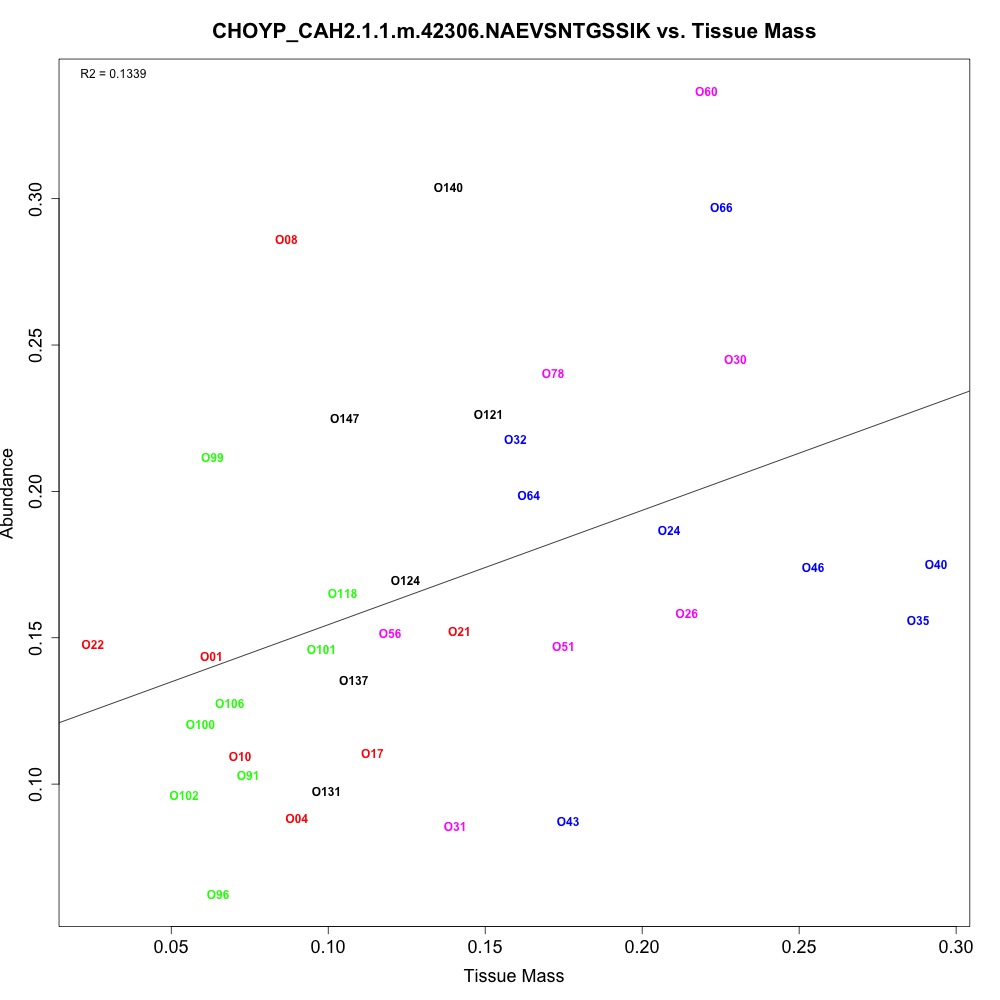 CHOYP_CAH2.1.1.m.42306.NAEVSNTGSSIK vs. Tissue Mass
R2 = 0.1339
O60
O140
O66
O08
O30
O78
O121
O147
O32
O99
O64
O24
O46
O40
O124
O118
O26
O35
O56
O21
O51
O22
O101
O01
O137
O106
O100
O17
O10
O91
O131
O102
O04
O43
O31
O96
0.30
0.25
0.20
0.15
0.10
Abundance
0.05 0.10 0.15 0.20 0.25 0.30
Tissue Mass